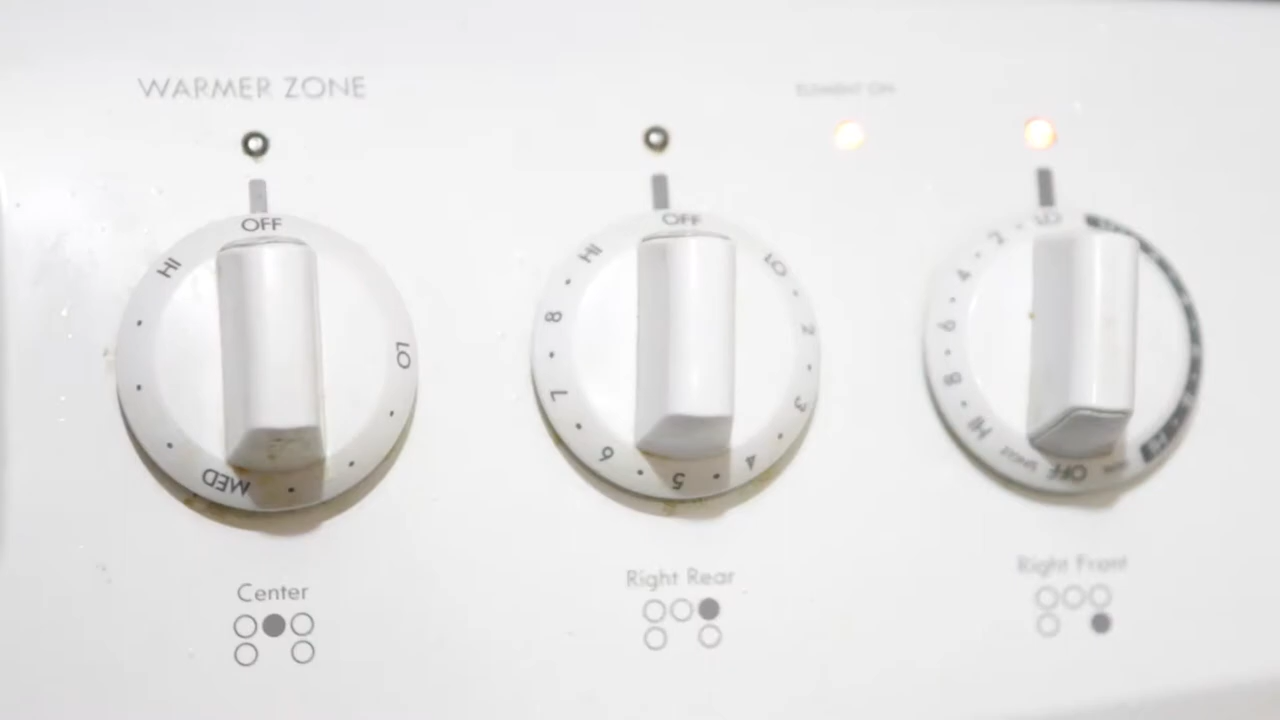 WARMER ZONE
ELEMENT ON
OFF
HI
LO
MED
OFF
HI
LO
8
2
7
3
6
4
5
LO
2
4
6
8
HI
SINGLE
OFF
Center
Right Rear
Right Front